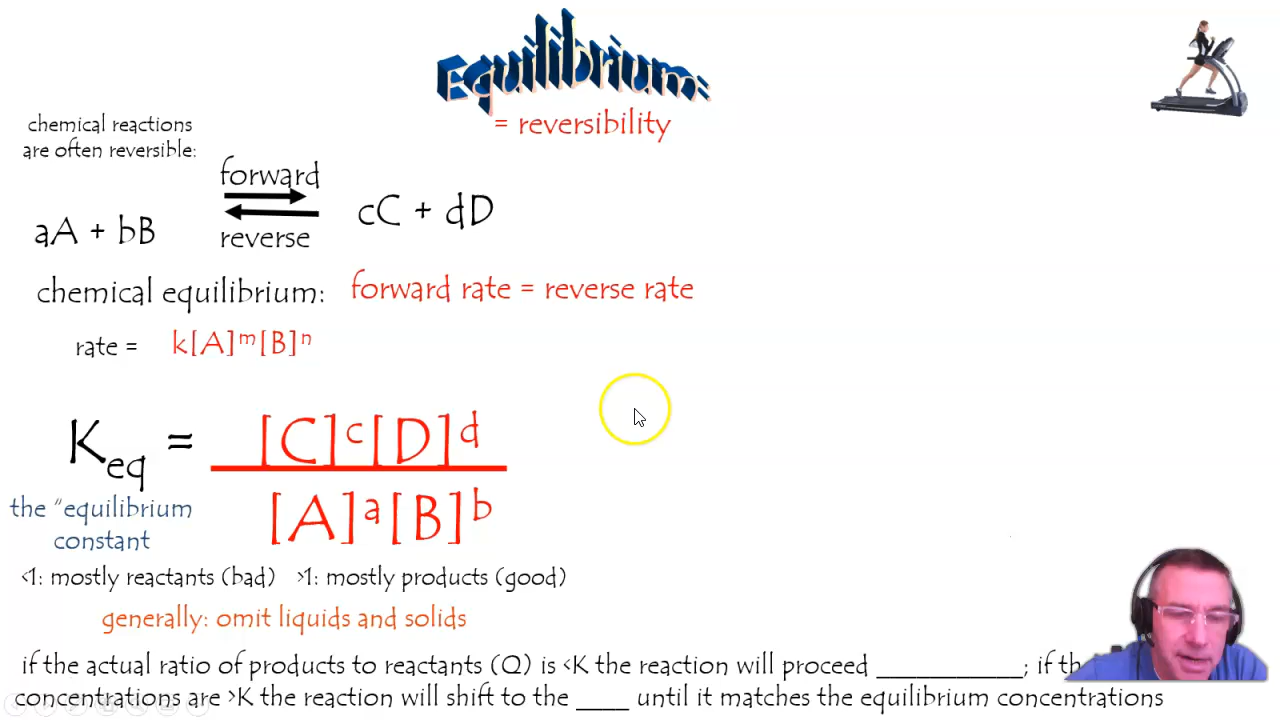 Equilibrium:
= reversibility
chemical reactions
are often reversible:
forward
aA + bB
cC + dD
reverse
chemical equilibrium: forward rate = reverse rate
rate = k[A]ᵐ[B]ⁿ
Keq = [C]ᶜ[D]ᵈ
[A]ᵃ[B]ᵇ
the "equilibrium
constant
<1: mostly reactants (bad) >1: mostly products (good)
generally: omit liquids and solids
if the actual ratio of products to reactants (Q) is <K the reaction will proceed ____________; if
concentrations are >K the reaction will shift to the ____ until it matches the equilibrium concentrations